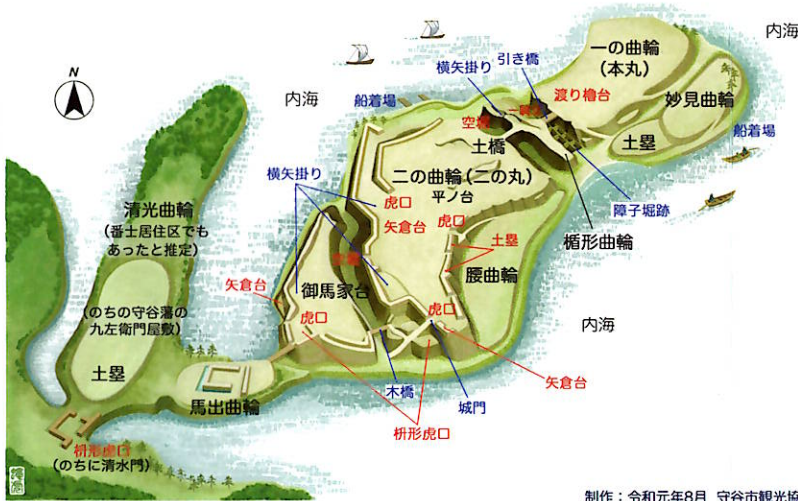 内海
N
内海
横矢掛り
引き橋
一の曲輪
(本丸)
船着場
渡り櫓台
妙見曲輪
土橋
土塁
船着場
横矢掛り
二の曲輪(二の丸)
平ノ台
障子堀跡
清光曲輪
(番士居住区でも
あったと推定)
虎口
矢倉台
虎口
土塁
楯形曲輪
矢倉台
御馬家台
腰曲輪
(のちの守谷藩の
九左衛門屋敷)
虎口
虎口
内海
土塁
馬出曲輪
木橋
城門
矢倉台
枡形虎口
枡形虎口
(のちに清水門)
制作:令和元年8月 守谷市観光協